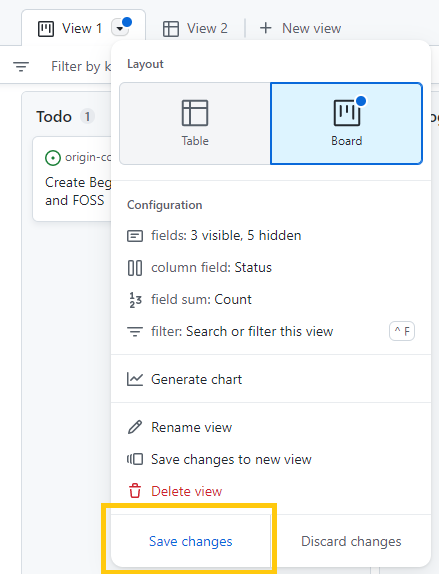 View 1
View 2
New view
Filter by k
Layout
Table
Board
Todo 1
origin-co
Create Beg
and FOSS
Configuration
fields: 3 visible, 5 hidden
column field: Status
field sum: Count
filter: Search or filter this view ^ F
Generate chart
Rename view
Save changes to new view
Delete view
Save changes
Discard changes